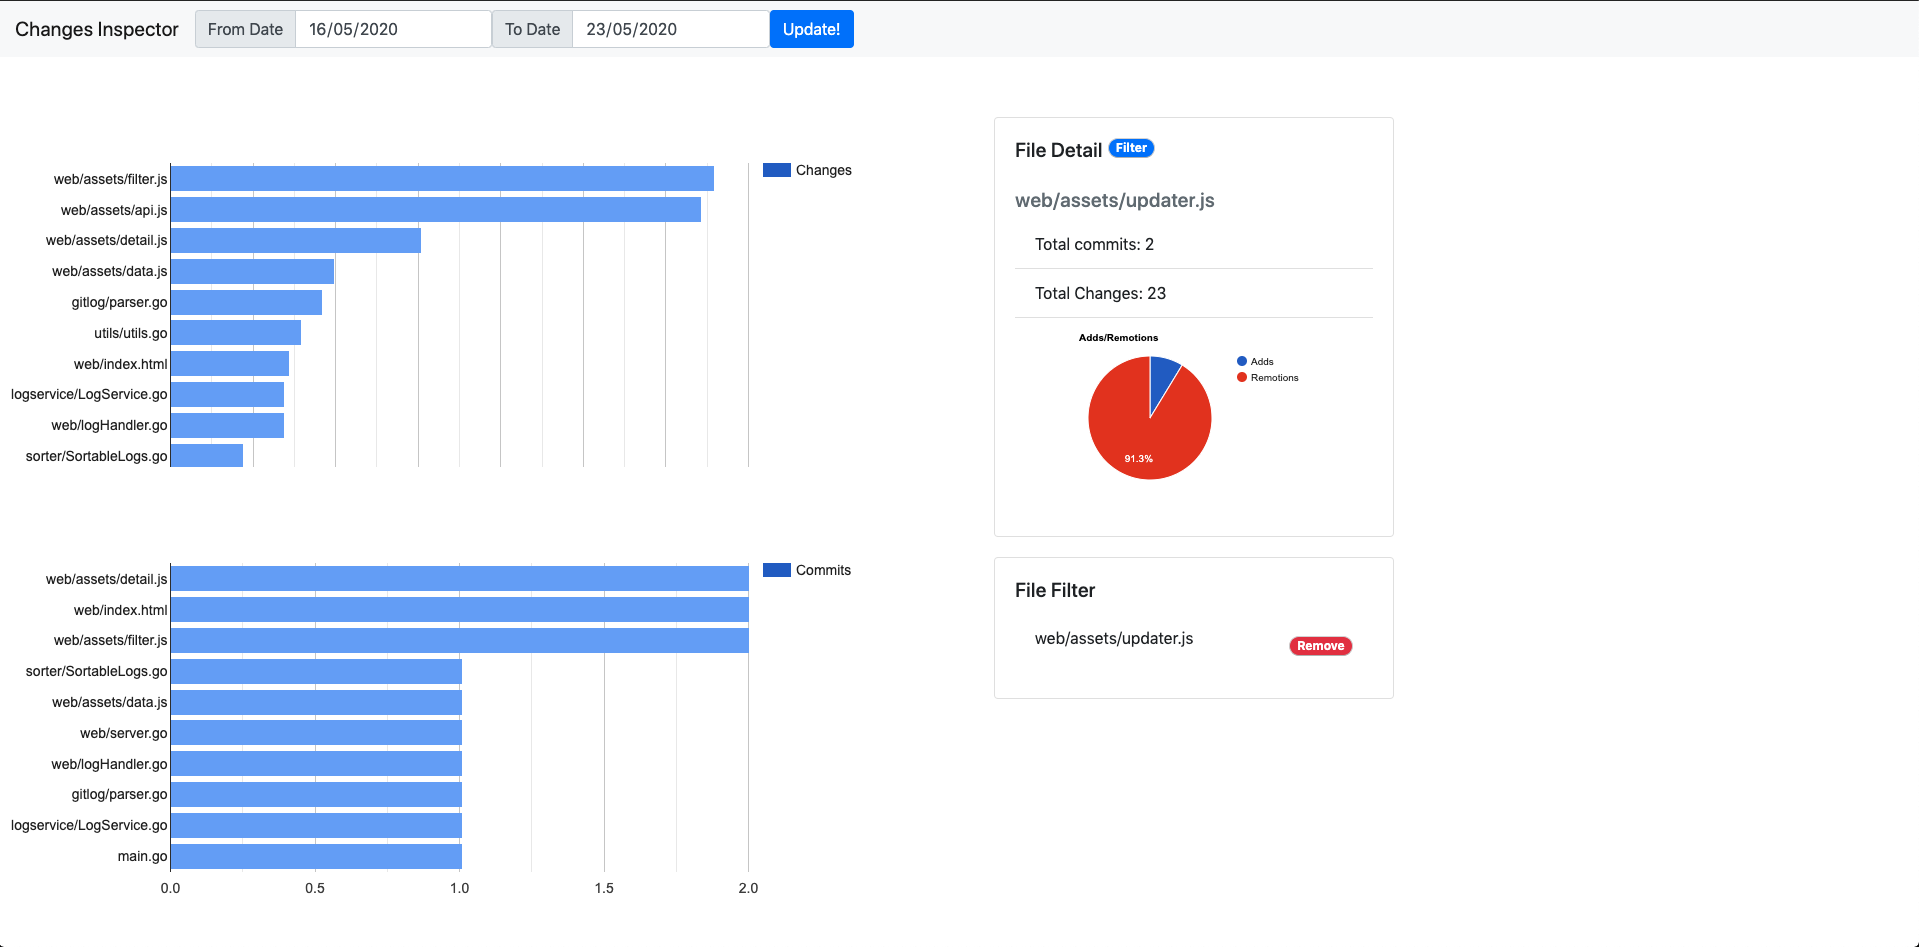 Changes Inspector
From Date
16/05/2020
To Date
23/05/2020
Update!
web/assets/filter.js
web/assets/api.js
web/assets/detail.js
web/assets/data.js
gitlog/parser.go
utils/utils.go
web/index.html
logservice/LogService.go
web/logHandler.go
sorter/SortableLogs.go
Changes
web/assets/detail.js
web/index.html
web/assets/filter.js
sorter/SortableLogs.go
web/assets/data.js
web/server.go
web/logHandler.go
gitlog/parser.go
logservice/LogService.go
main.go
0.0 0.5 1.0 1.5 2.0
Commits
File Detail Filter
web/assets/updater.js
Total commits: 2
Total Changes: 23
Adds/Remotions
Adds
Remotions
91.3%
File Filter
web/assets/updater.js
Remove